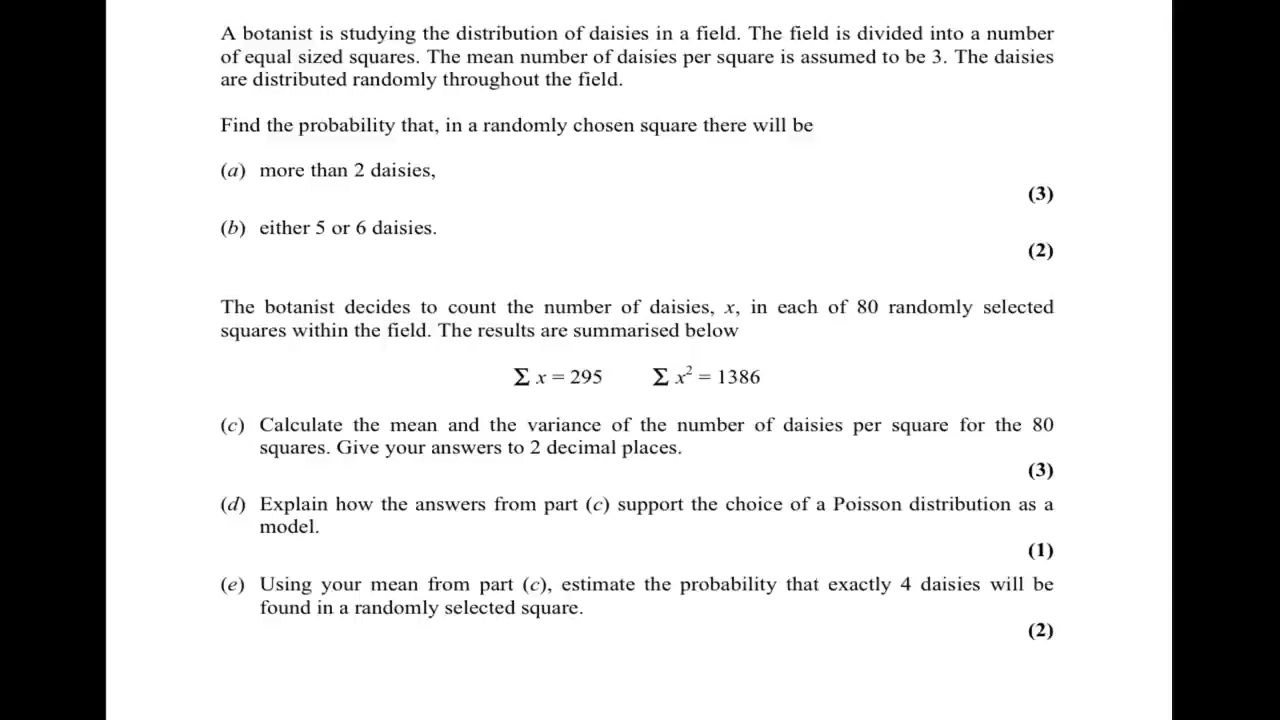 A botanist is studying the distribution of daisies in a field. The field is divided into a number
of equal sized squares. The mean number of daisies per square is assumed to be 3. The daisies
are distributed randomly throughout the field.
Find the probability that, in a randomly chosen square there will be
(a) more than 2 daisies,
(3)
(b) either 5 or 6 daisies.
(2)
The botanist decides to count the number of daisies, x, in each of 80 randomly selected
squares within the field. The results are summarised below
Σ x = 295 Σ x² = 1386
(c) Calculate the mean and the variance of the number of daisies per square for the 80
squares. Give your answers to 2 decimal places.
(3)
(d) Explain how the answers from part (c) support the choice of a Poisson distribution as a
model.
(1)
(e) Using your mean from part (c), estimate the probability that exactly 4 daisies will be
found in a randomly selected square.
(2)